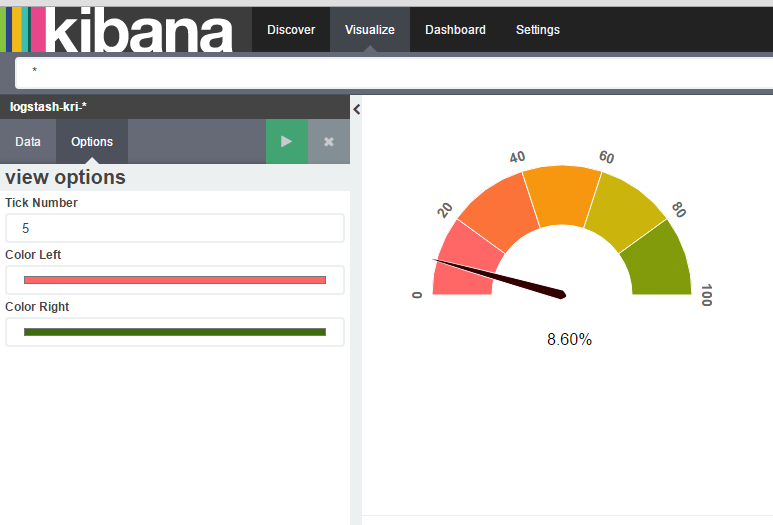 kibana
Discover
Visualize
Dashboard
Settings
*
logstash-kri-*
Data
Options
view options
Tick Number
5
Color Left
Color Right
0
20
40
60
80
100
8.60%